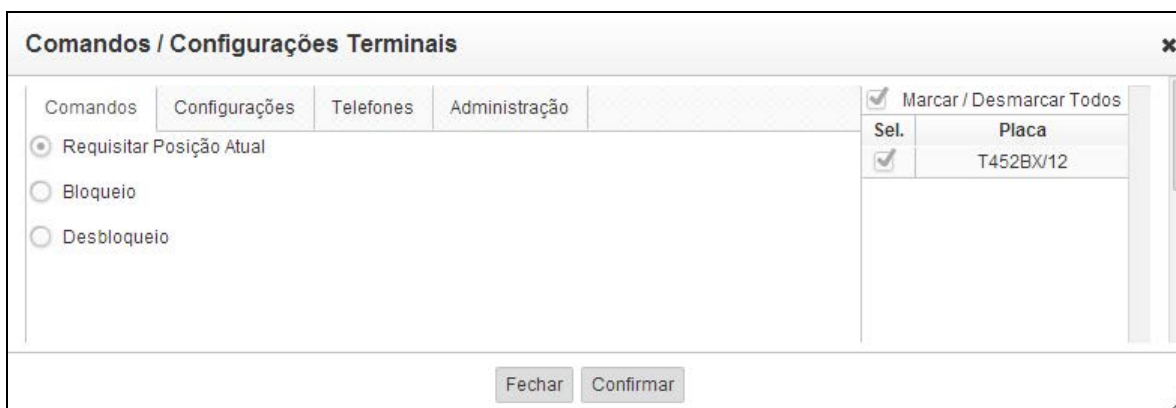 Comandos / Configurações Terminais
Comandos Configurações Telefones Administração
Marcar / Desmarcar Todos
Sel. Placa
T452BX/12
Requisitar Posição Atual
Bloqueio
Desbloqueio
Fechar Confirmar